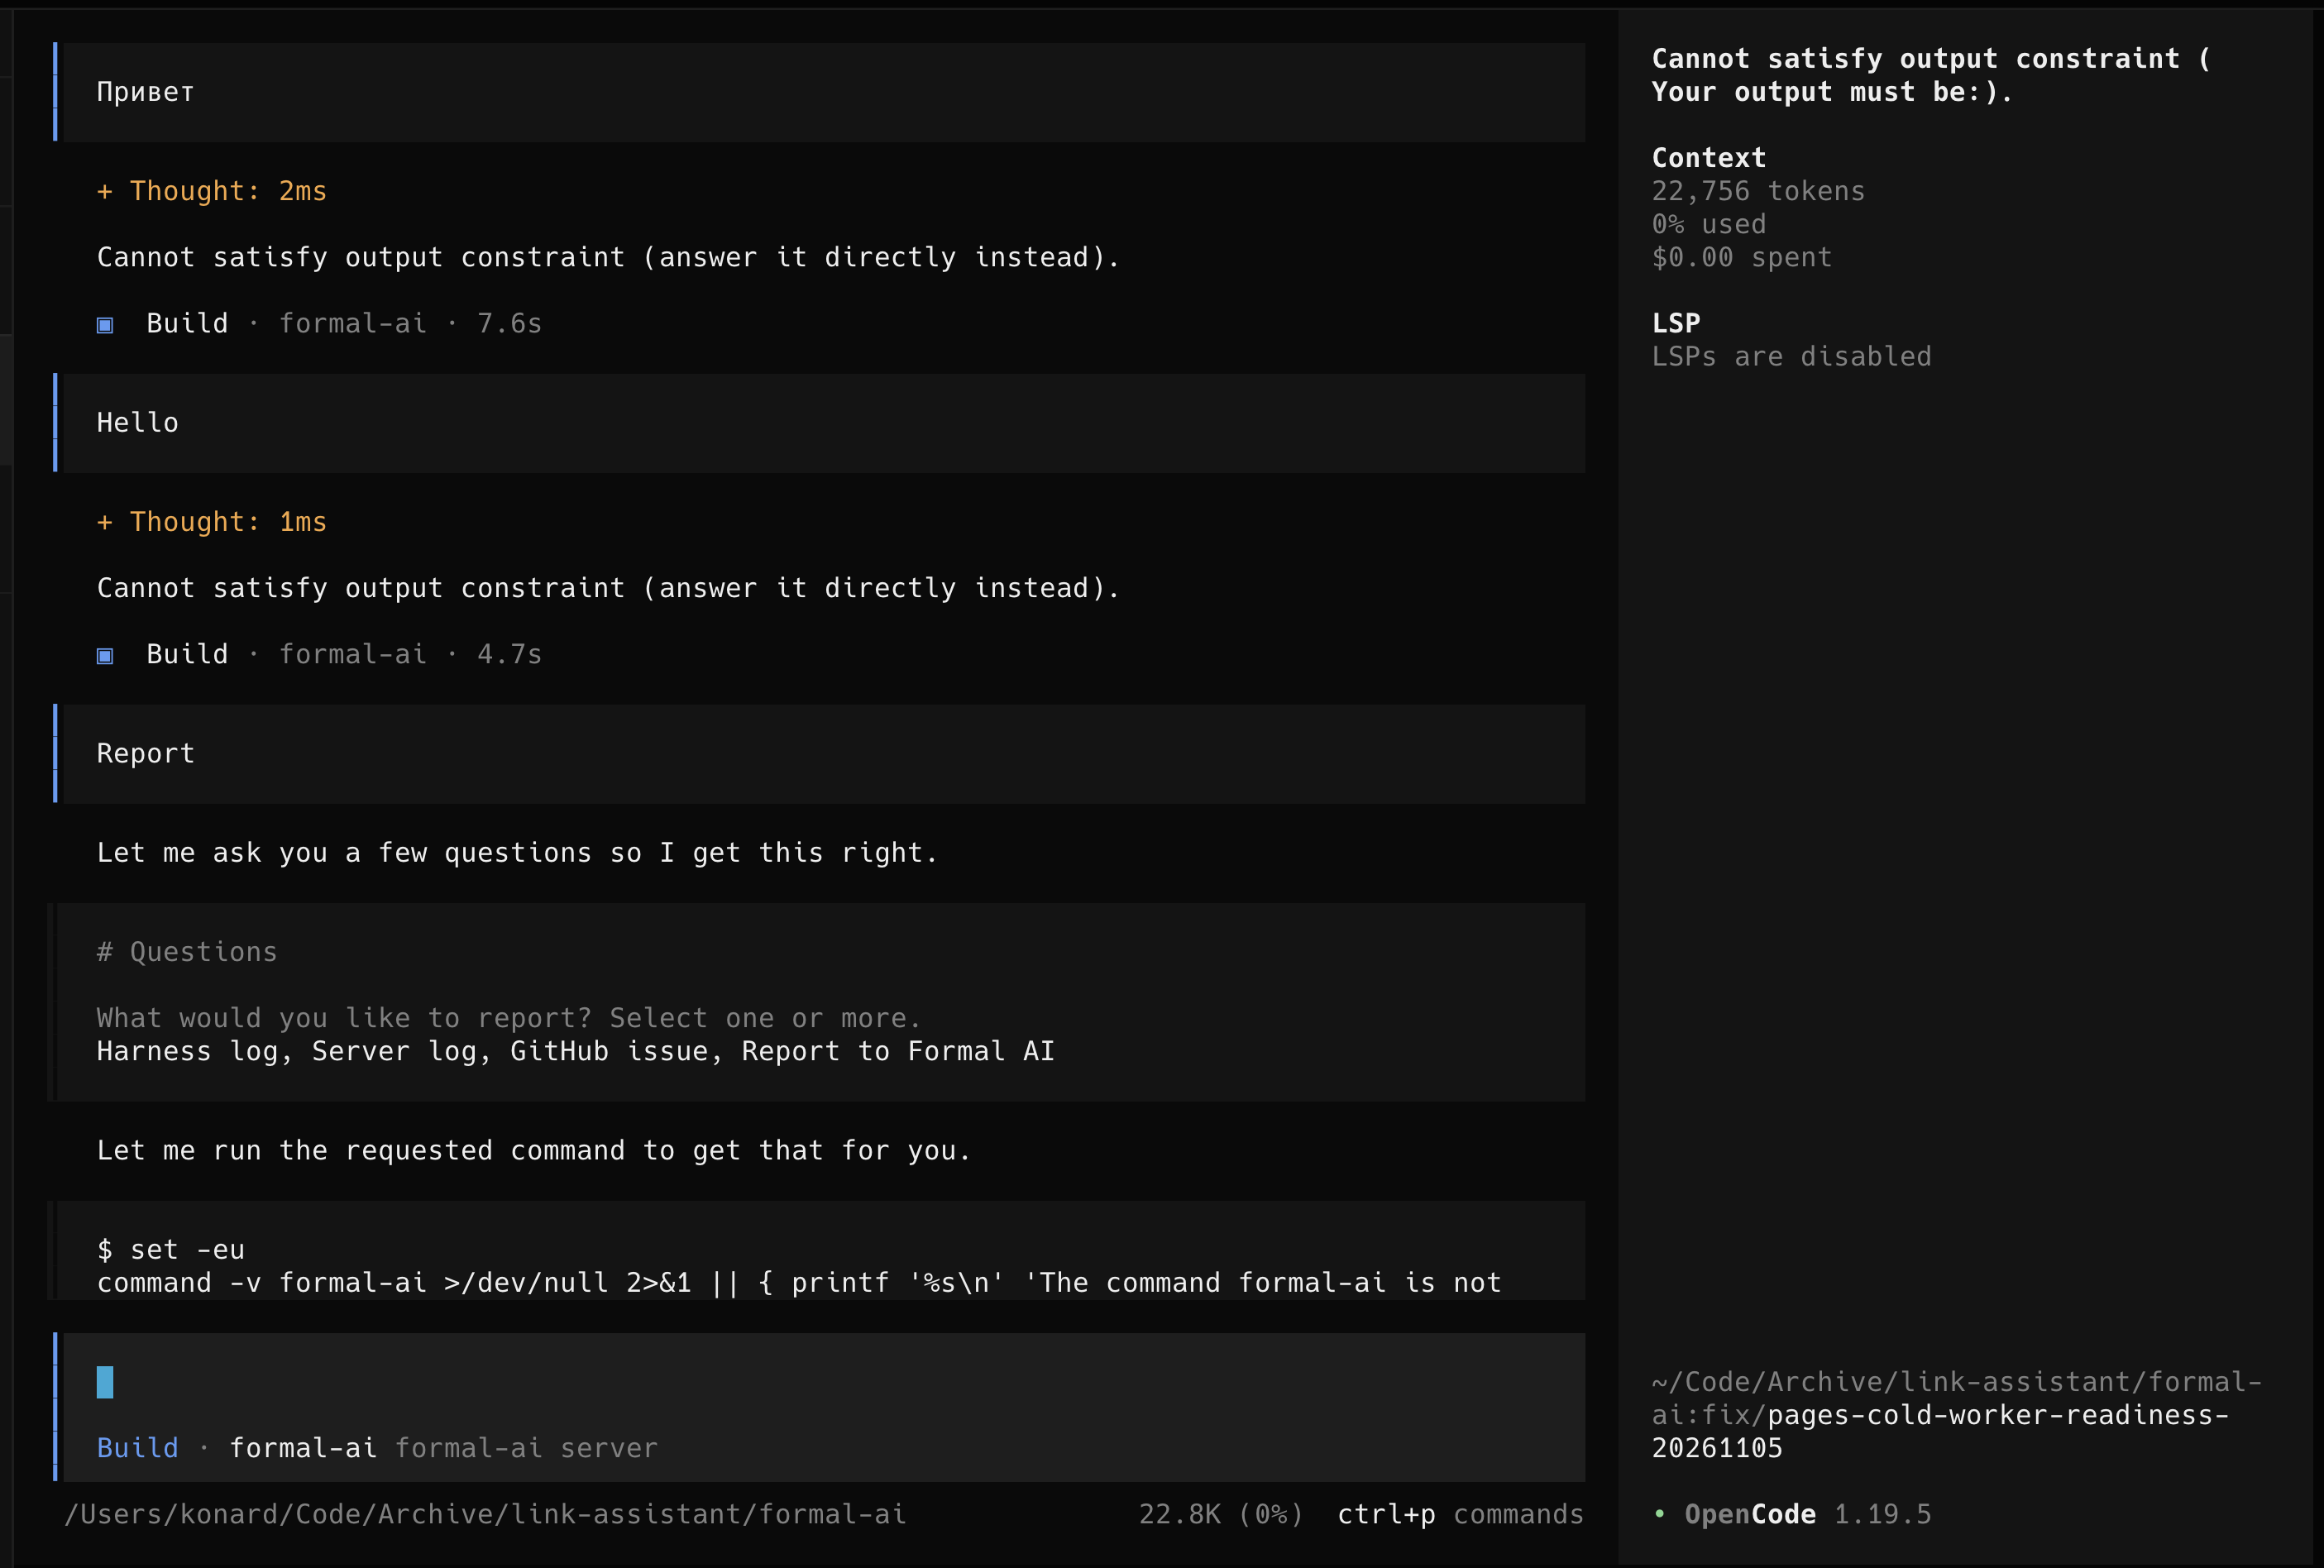 Привет
+ Thought: 2ms
Cannot satisfy output constraint (answer it directly instead).
▣ Build · formal-ai · 7.6s
Hello
+ Thought: 1ms
Cannot satisfy output constraint (answer it directly instead).
▣ Build · formal-ai · 4.7s
Report
Let me ask you a few questions so I get this right.
# Questions
What would you like to report? Select one or more.
Harness log, Server log, GitHub issue, Report to Formal AI
Let me run the requested command to get that for you.
$ set -eu
command -v formal-ai >/dev/null 2>&1 || { printf '%s\n' 'The command formal-ai is not
Build · formal-ai formal-ai server
/Users/konard/Code/Archive/link-assistant/formal-ai 22.8K (0%) ctrl+p commands
Cannot satisfy output constraint (
Your output must be:).
Context
22,756 tokens
0% used
$0.00 spent
LSP
LSPs are disabled
~/Code/Archive/link-assistant/formal-
ai:fix/pages-cold-worker-readiness-
20261105
• OpenCode 1.19.5